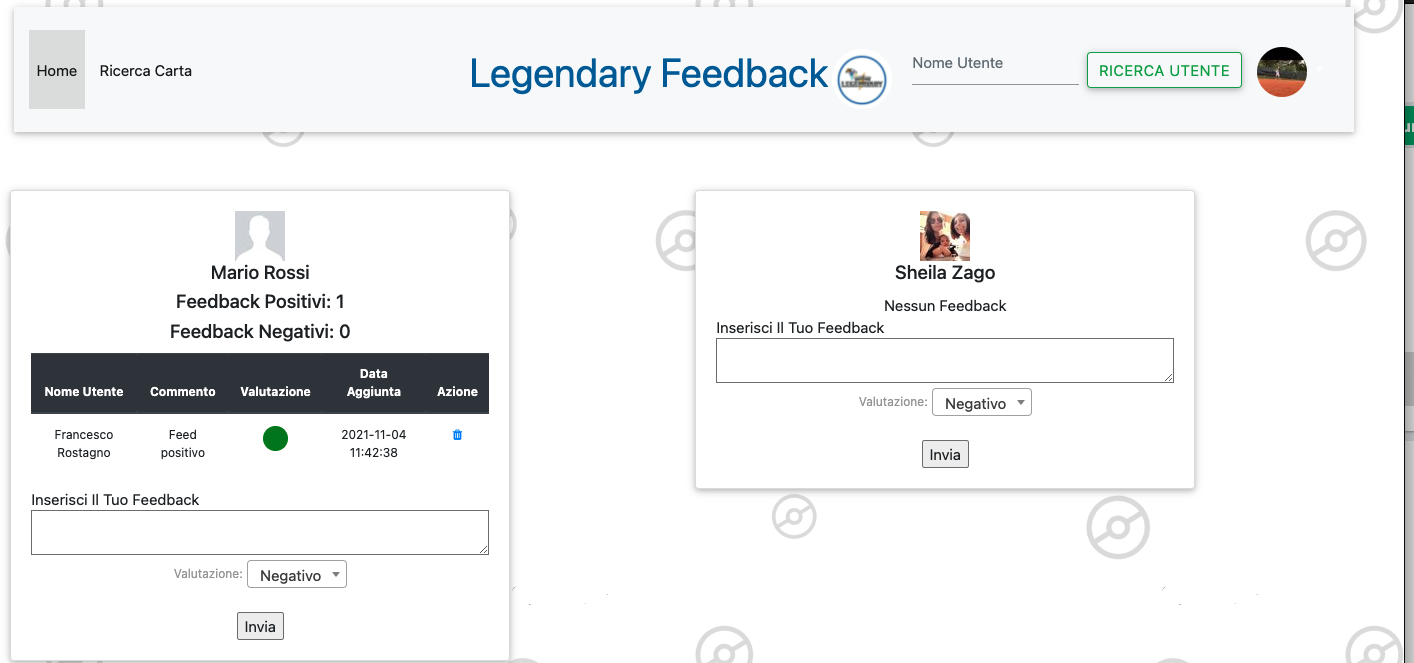 Home
Ricerca Carta
Legendary Feedback
Nome Utente
RICERCA UTENTE
Mario Rossi
Feedback Positivi: 1
Feedback Negativi: 0
Nome Utente Commento Valutazione Data Aggiunta Azione
Francesco Rostagno Feed positivo 2021-11-04 11:42:38
Inserisci Il Tuo Feedback
Valutazione: Negativo
Invia
Sheila Zago
Nessun Feedback
Inserisci Il Tuo Feedback
Valutazione: Negativo
Invia